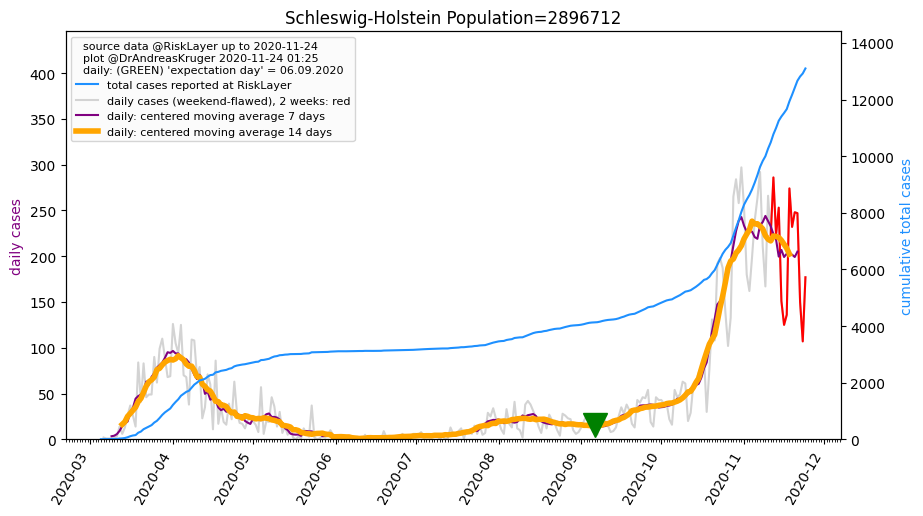 Schleswig-Holstein Population=2896712
source data @RiskLayer up to 2020-11-24
plot @DrAndreasKruger 2020-11-24 01:25
daily: (GREEN) 'expectation day' = 06.09.2020
total cases reported at RiskLayer
daily cases (weekend-flawed), 2 weeks: red
daily: centered moving average 7 days
daily: centered moving average 14 days
daily cases
400
350
300
250
200
150
100
50
0
14000
12000
10000
8000
6000
4000
2000
0
cumulative total cases
2020-03
2020-04
2020-05
2020-06
2020-07
2020-08
2020-09
2020-10
2020-11
2020-12